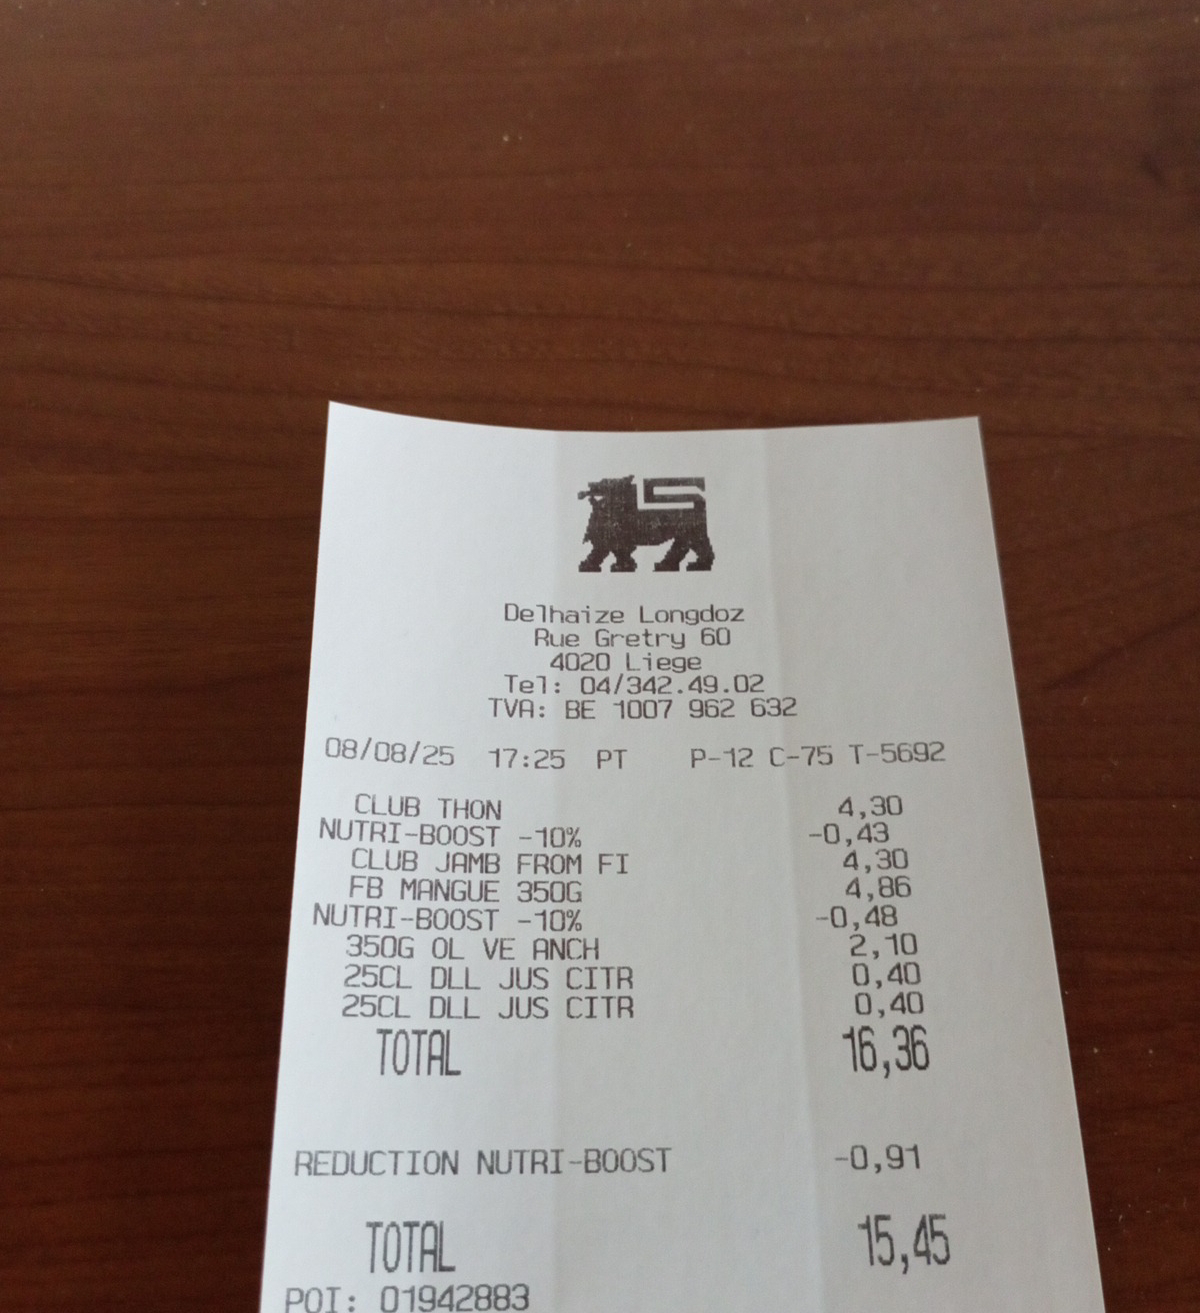 Delhaize Longdoz
Rue Gretry 60
4020 Liege
Tel: 04/342.49.02
TVA: BE 1007 962 632
08/08/25 17:25 PT P-12 C-75 T-5692
CLUB THON 4,30
NUTRI-BOOST -10% -0,43
CLUB JAMB FROM FI 4,30
FB MANGUE 350G 4,86
NUTRI-BOOST -10% -0,48
350G OL VE ANCH 2,10
25CL DLL JUS CITR 0,40
25CL DLL JUS CITR 0,40
TOTAL 16,36
REDUCTION NUTRI-BOOST -0,91
TOTAL 15,45
POI: 01942883